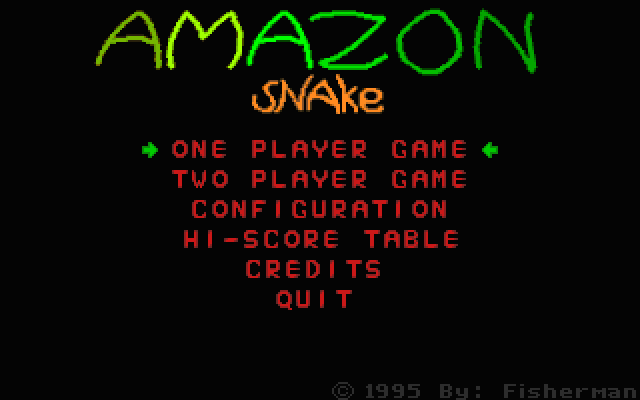 AMAZON
SNAKe
ONE PLAYER GAME
TWO PLAYER GAME
CONFIGURATION
HI-SCORE TABLE
CREDITS
QUIT
© 1995 By: Fisherman